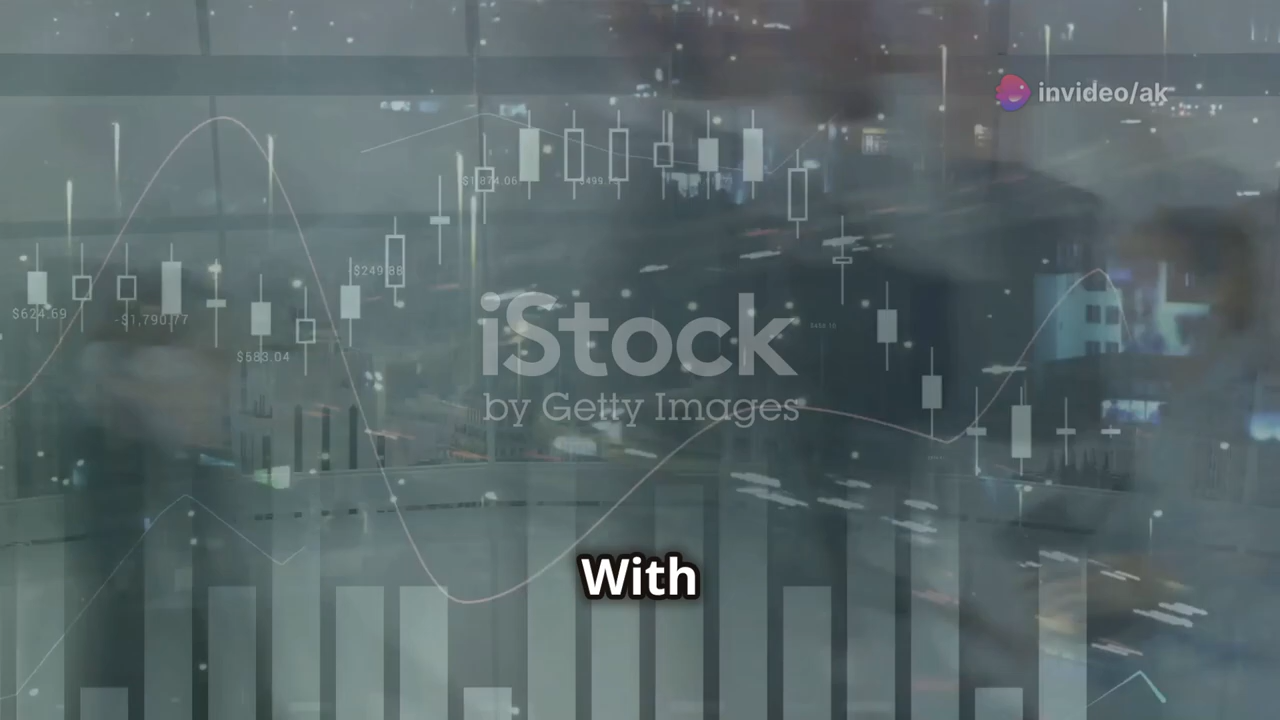 invideo/ak
$1,874.06
$499.
$249.88
$624.69
-$1,790.77
$583.04
iStock
by Getty Images
With